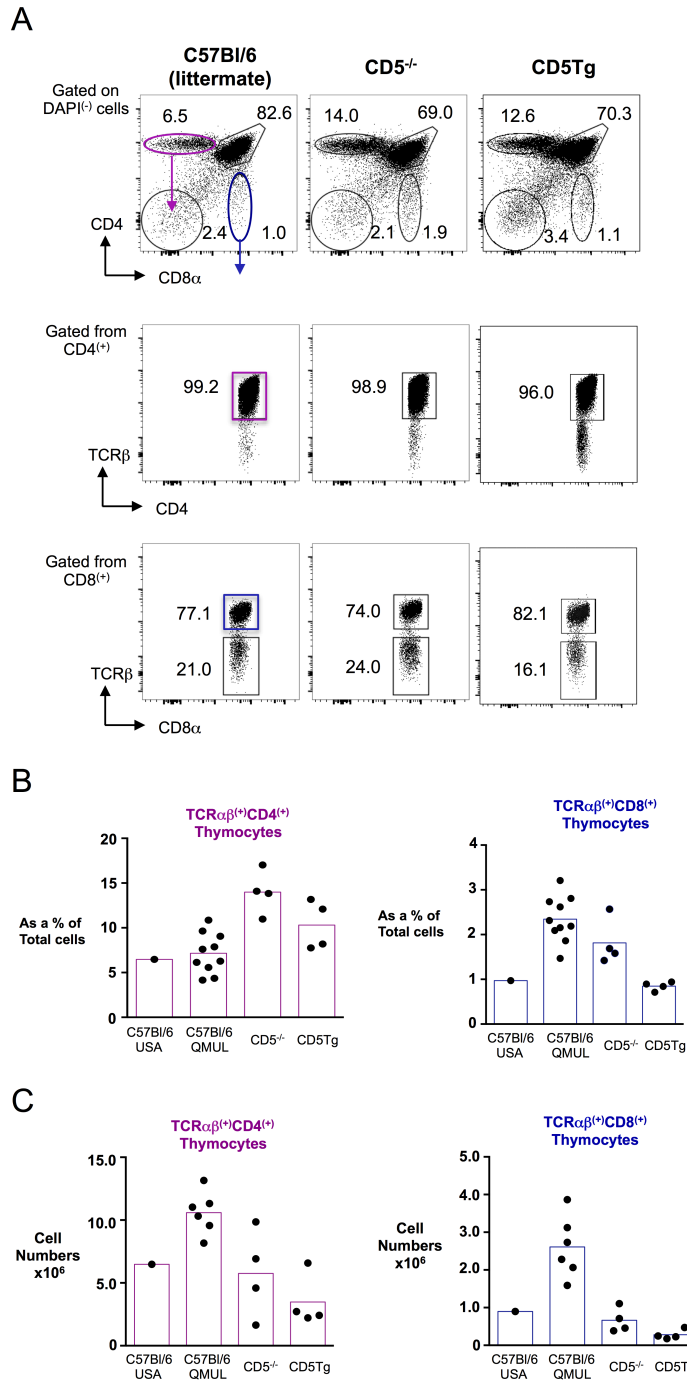 A
C57Bl/6
(littermate)
CD5-/-
CD5Tg
Gated on
DAPI(-) cells
6.5
82.6
14.0
69.0
12.6
70.3
CD4
2.4
1.0
2.1
1.9
3.4
1.1
CD8α
Gated from
CD4(+)
99.2
98.9
96.0
TCRβ
CD4
Gated from
CD8(+)
77.1
74.0
82.1
TCRβ
21.0
24.0
16.1
CD8α
B
TCRαβ(+)CD4(+)
Thymocytes
20
15
10
5
0
As a % of
Total cells
C57Bl/6
USA
C57Bl/6
QMUL
CD5-/-
CD5Tg
TCRαβ(+)CD8(+)
Thymocytes
4
3
2
1
0
As a % of
Total cells
C57Bl/6
USA
C57Bl/6
QMUL
CD5-/-
CD5Tg
C
TCRαβ(+)CD4(+)
Thymocytes
15.0
10.0
5.0
0
Cell
Numbers
x10⁶
C57Bl/6
USA
C57Bl/6
QMUL
CD5-/-
CD5Tg
TCRαβ(+)CD8(+)
Thymocytes
5.0
4.0
3.0
2.0
1.0
0
Cell
Numbers
x10⁶
C57Bl/6
USA
C57Bl/6
QMUL
CD5-/-
CD5T